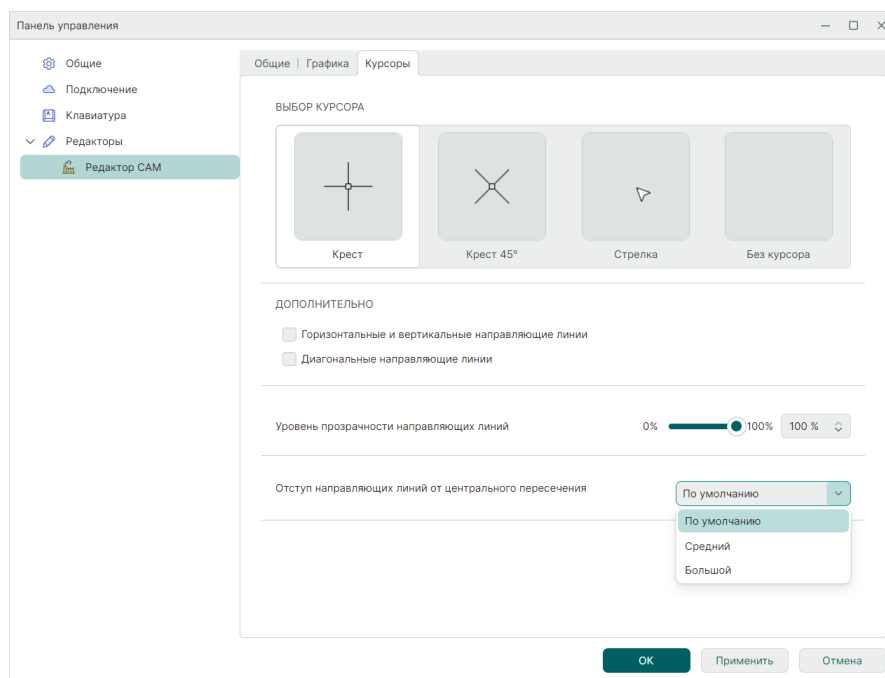 Панель управления
Общие
Подключение
Клавиатура
Редакторы
Редактор CAM
Общие | Графика Курсоры
ВЫБОР КУРСОРА
Крест Крест 45° Стрелка Без курсора
ДОПОЛНИТЕЛЬНО
Горизонтальные и вертикальные направляющие линии
Диагональные направляющие линии
Уровень прозрачности направляющих линий 0% 100% 100 %
Отступ направляющих линий от центрального пересечения По умолчанию
По умолчанию
Средний
Большой
OK Применить Отмена